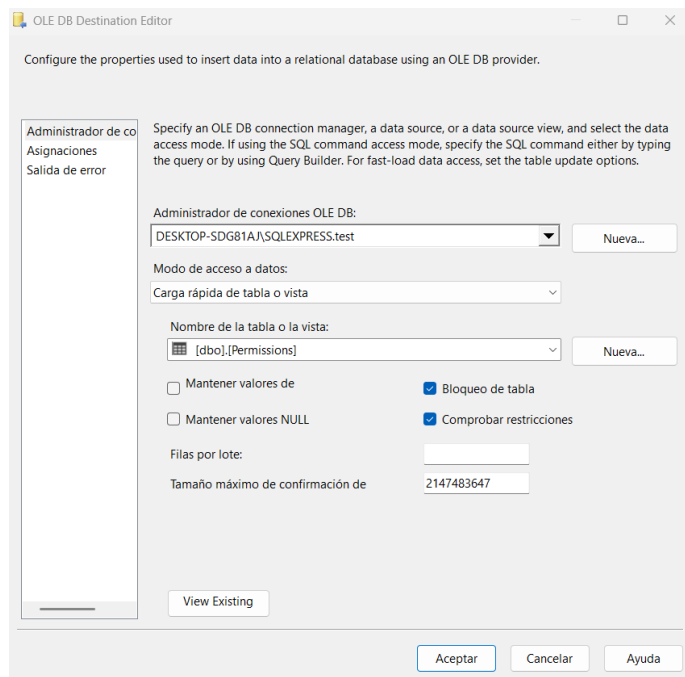 OLE DB Destination Editor
Configure the properties used to insert data into a relational database using an OLE DB provider.
Administrador de co
Asignaciones
Salida de error
Specify an OLE DB connection manager, a data source, or a data source view, and select the data
access mode. If using the SQL command access mode, specify the SQL command either by typing
the query or by using Query Builder. For fast-load data access, set the table update options.
Administrador de conexiones OLE DB:
DESKTOP-SDG81AJ\SQLEXPRESS.test
Nueva...
Modo de acceso a datos:
Carga rápida de tabla o vista
Nombre de la tabla o la vista:
[dbo].[Permissions]
Nueva...
Mantener valores de
Bloqueo de tabla
Mantener valores NULL
Comprobar restricciones
Filas por lote:
Tamaño máximo de confirmación de
2147483647
View Existing
Aceptar
Cancelar
Ayuda